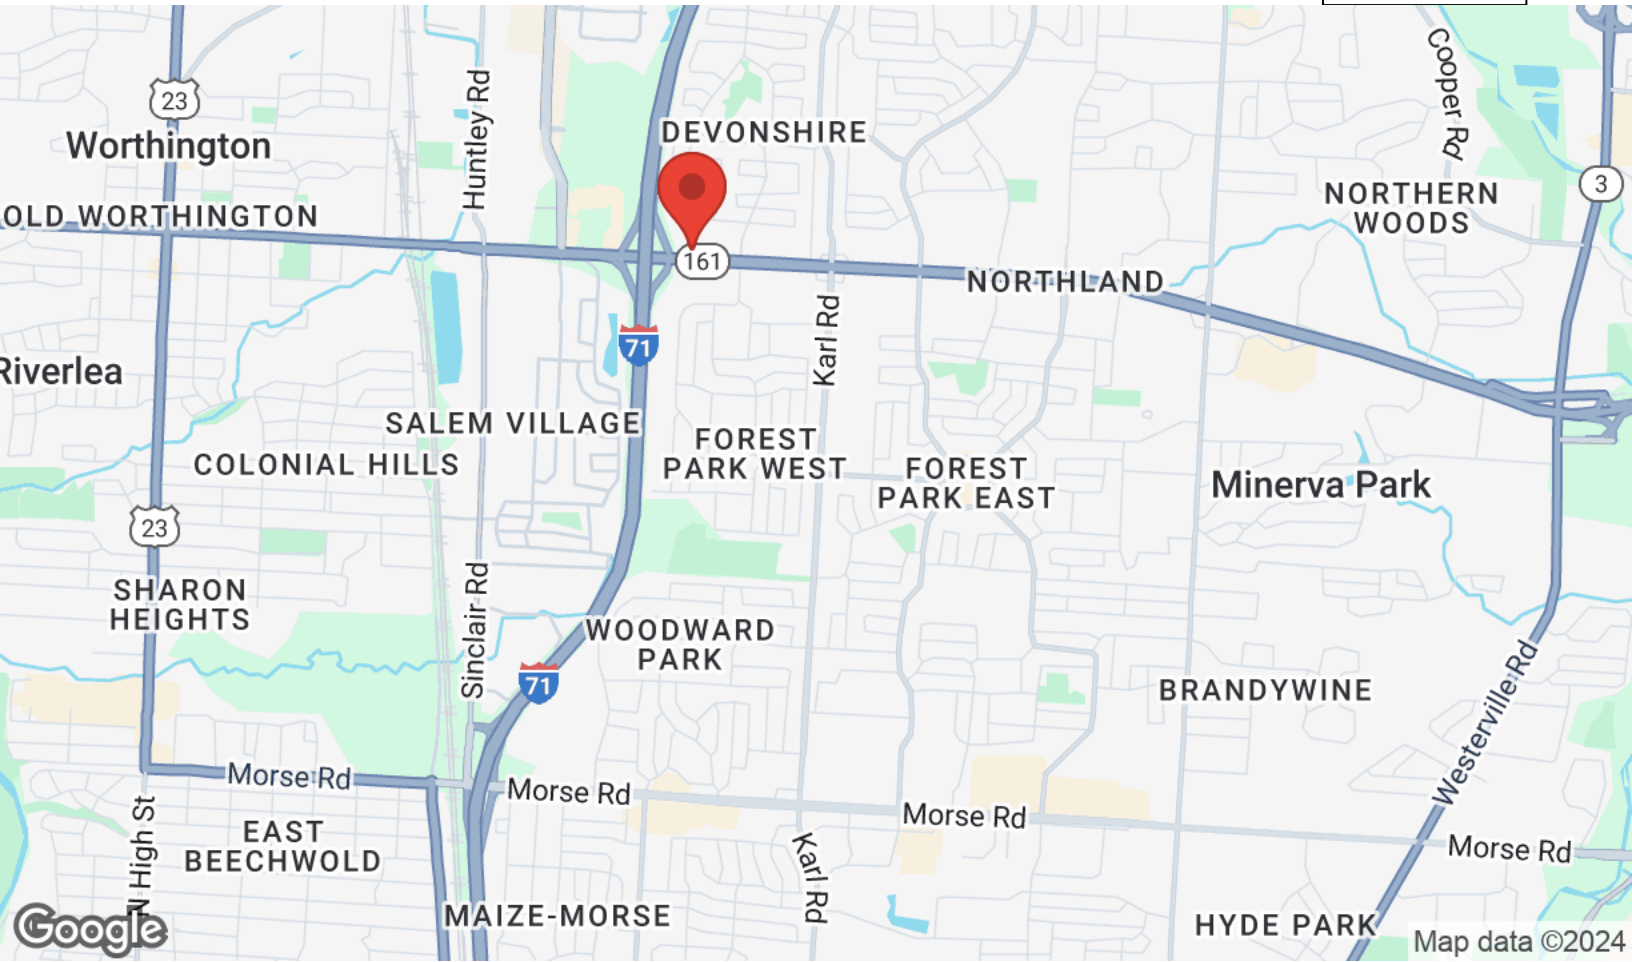 Cooper Rd
23
Huntley Rd
DEVONSHIRE
Worthington
3
NORTHERN
WOODS
OLD WORTHINGTON
161
NORTHLAND
Karl Rd
71
Riverlea
SALEM VILLAGE
FOREST
PARK WEST
COLONIAL HILLS
FOREST
PARK EAST
Minerva Park
23
SHARON
HEIGHTS
Sinclair Rd
WOODWARD
PARK
71
BRANDYWINE
Westerville Rd
Morse Rd
Morse Rd
Morse Rd
Morse Rd
EAST
BEECHWOLD
N High St
Karl Rd
MAIZE-MORSE
HYDE PARK
Google
Map data ©2024